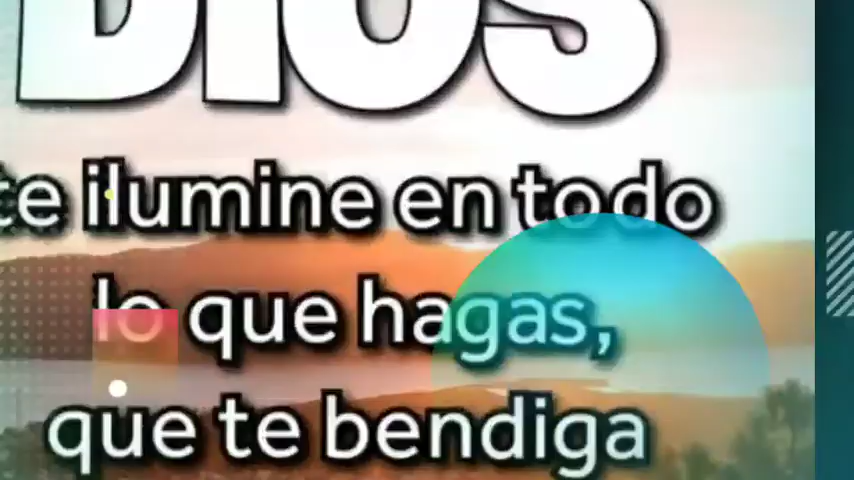 DIOS
te ilumine en todo
lo que hagas,
que te bendiga